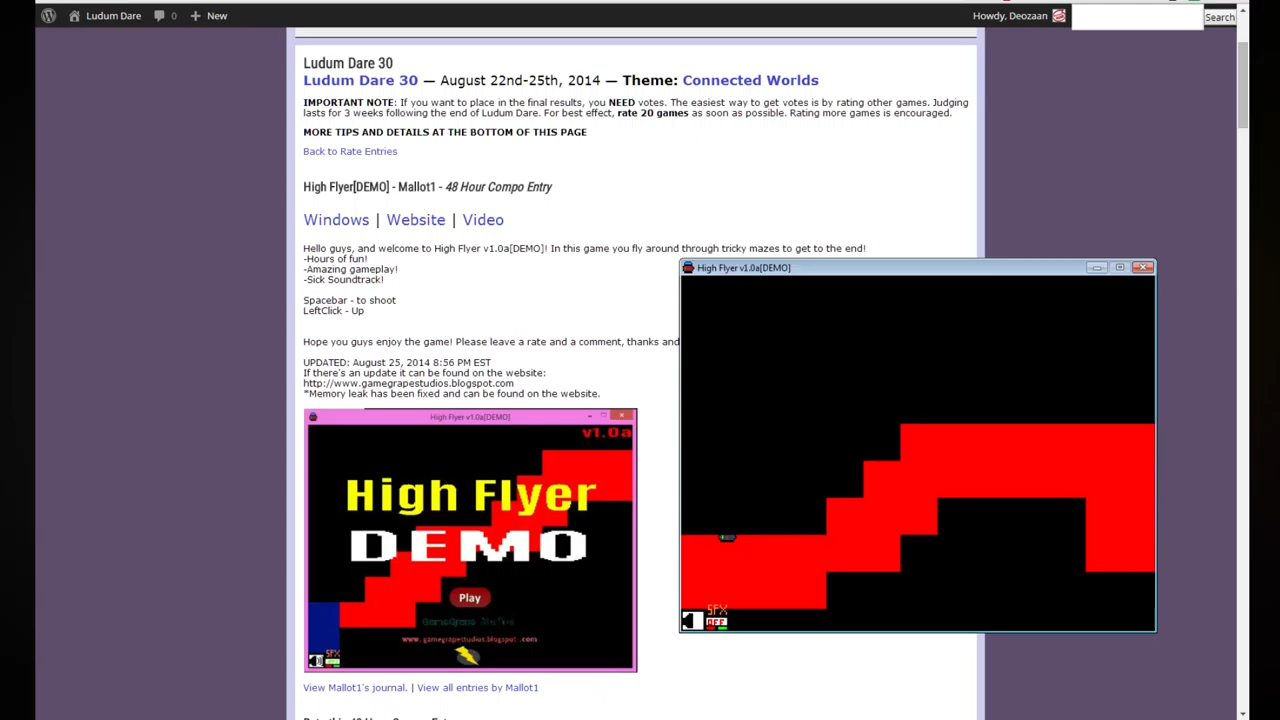 Ludum Dare
0
New
Howdy, Deozaan
Search
Ludum Dare 30
Ludum Dare 30 — August 22nd-25th, 2014 — Theme: Connected Worlds
IMPORTANT NOTE: If you want to place in the final results, you NEED votes. The easiest way to get votes is by rating other games. Judging
lasts for 3 weeks following the end of Ludum Dare. For best effect, rate 20 games as soon as possible. Rating more games is encouraged.
MORE TIPS AND DETAILS AT THE BOTTOM OF THIS PAGE
Back to Rate Entries
High Flyer[DEMO] - Mallot1 - 48 Hour Compo Entry
Windows | Website | Video
Hello guys, and welcome to High Flyer v1.0a[DEMO]! In this game you fly around through tricky mazes to get to the end!
-Hours of fun!
-Amazing gameplay!
-Sick Soundtrack!
Spacebar - to shoot
LeftClick - Up
Hope you guys enjoy the game! Please leave a rate and a comment, thanks and
UPDATED: August 25, 2014 8:56 PM EST
If there's an update it can be found on the website:
http://www.gamegrapestudios.blogspot.com
*Memory leak has been fixed and can be found on the website.
High Flyer v1.0a[DEMO]
v1.0a
High Flyer
DEMO
Play
GameGrape Studios
www.gamegrapestudios.blogspot.com
SFX
High Flyer v1.0a[DEMO]
SFX
OFF
View Mallot1's journal. | View all entries by Mallot1